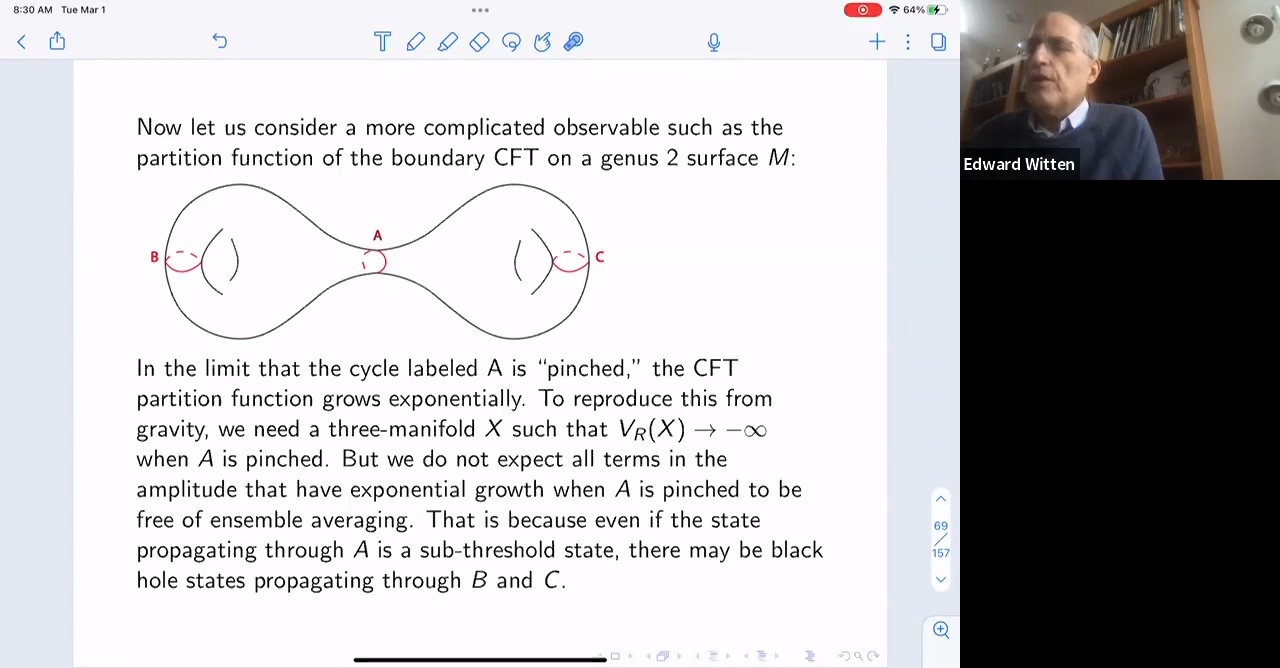 8:30 AM Tue Mar 1
64%
Now let us consider a more complicated observable such as the
partition function of the boundary CFT on a genus 2 surface M:
A
B
C
In the limit that the cycle labeled A is “pinched,” the CFT
partition function grows exponentially. To reproduce this from
gravity, we need a three-manifold X such that V_R(X) → −∞
when A is pinched. But we do not expect all terms in the
amplitude that have exponential growth when A is pinched to be
free of ensemble averaging. That is because even if the state
propagating through A is a sub-threshold state, there may be black
hole states propagating through B and C.
69
157
Edward Witten